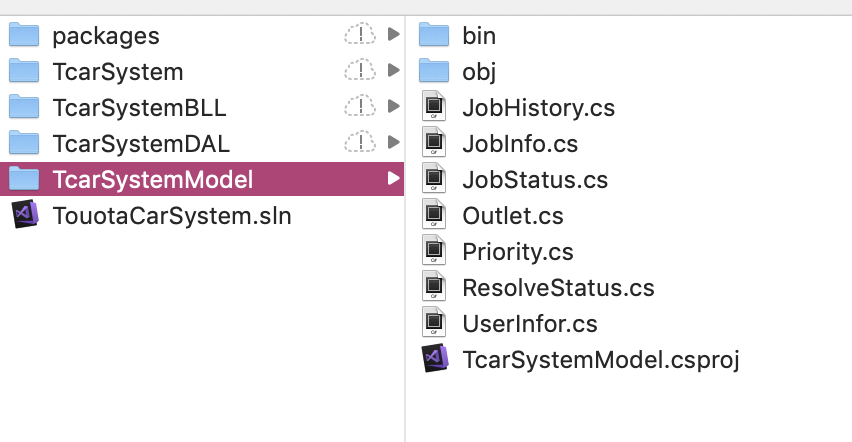 packages
TcarSystem
TcarSystemBLL
TcarSystemDAL
TcarSystemModel
TouotaCarSystem.sln
bin
obj
JobHistory.cs
JobInfo.cs
JobStatus.cs
Outlet.cs
Priority.cs
ResolveStatus.cs
UserInfor.cs
TcarSystemModel.csproj